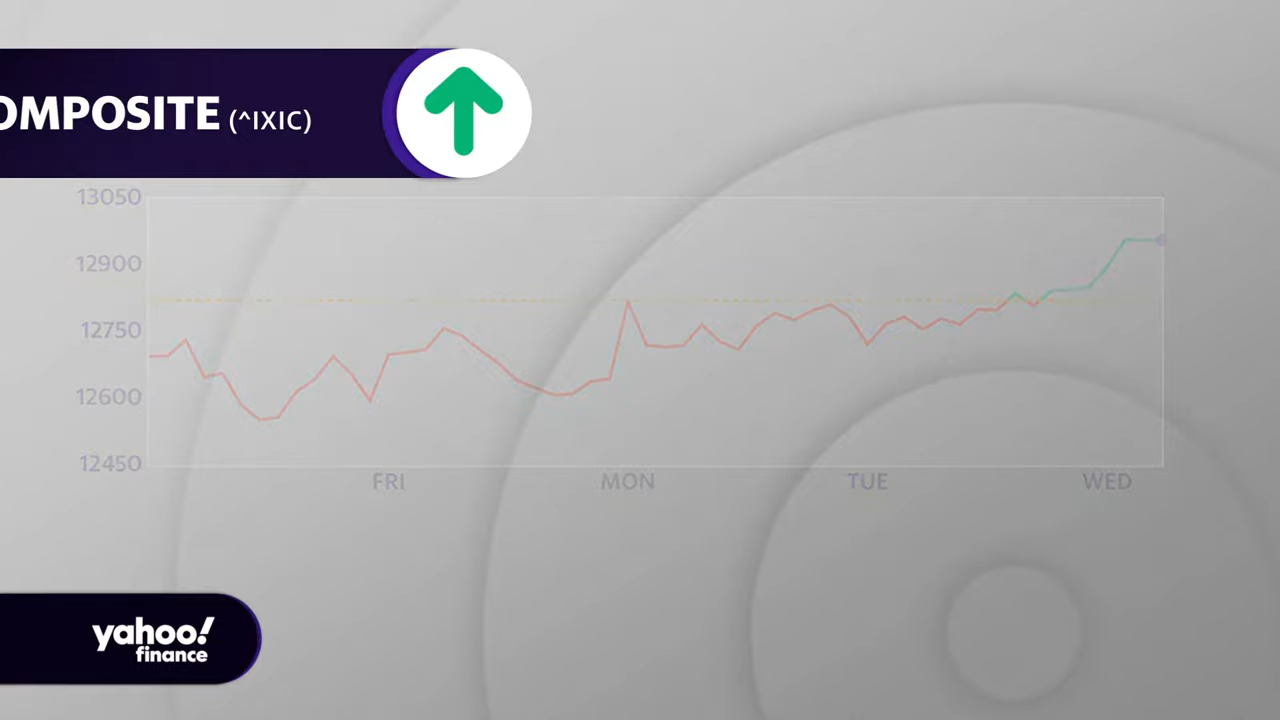 OMPOSITE (^IXIC)
13050
12900
12750
12600
12450
FRI MON TUE WED
yahoo!
finance